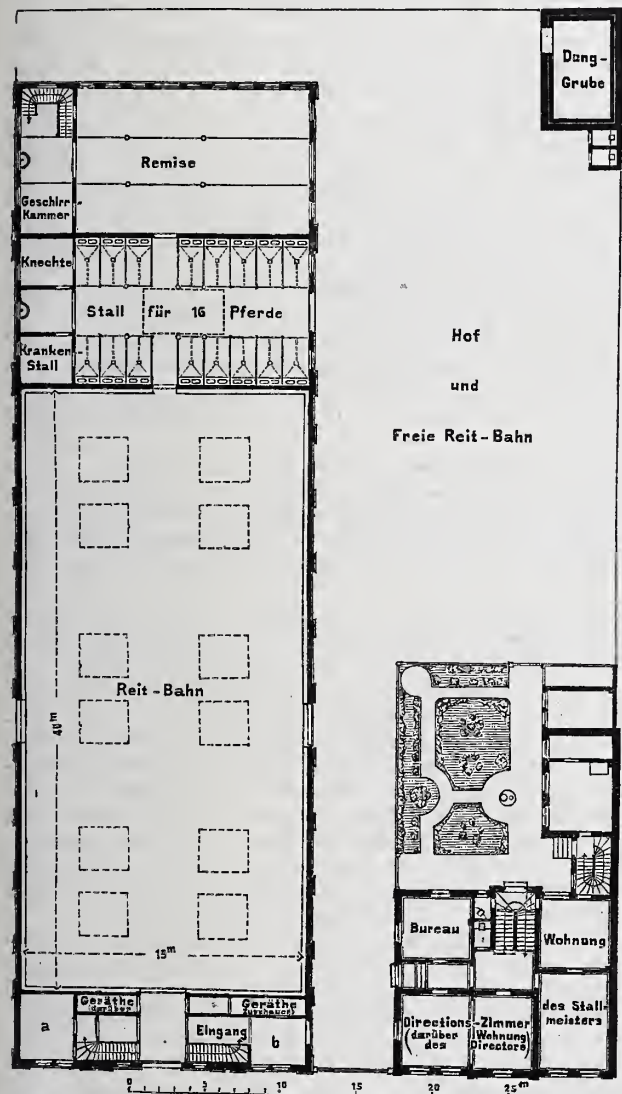 Dung-
Grube
Remise
Geschirr
Kammer
Knechte
Stall für 16 Pferde
Kranken
Stall
Hof
und
Freie Reit-Bahn
Reit-Bahn
40m
15m
Bureau
Wohnung
des Stall
meisters
Directions-Zimmer
(darüber Wohnung
des Directors)
Geräthe
(darüber
Geräthe
a
Eingang
b
0 5 10 15 20 25m